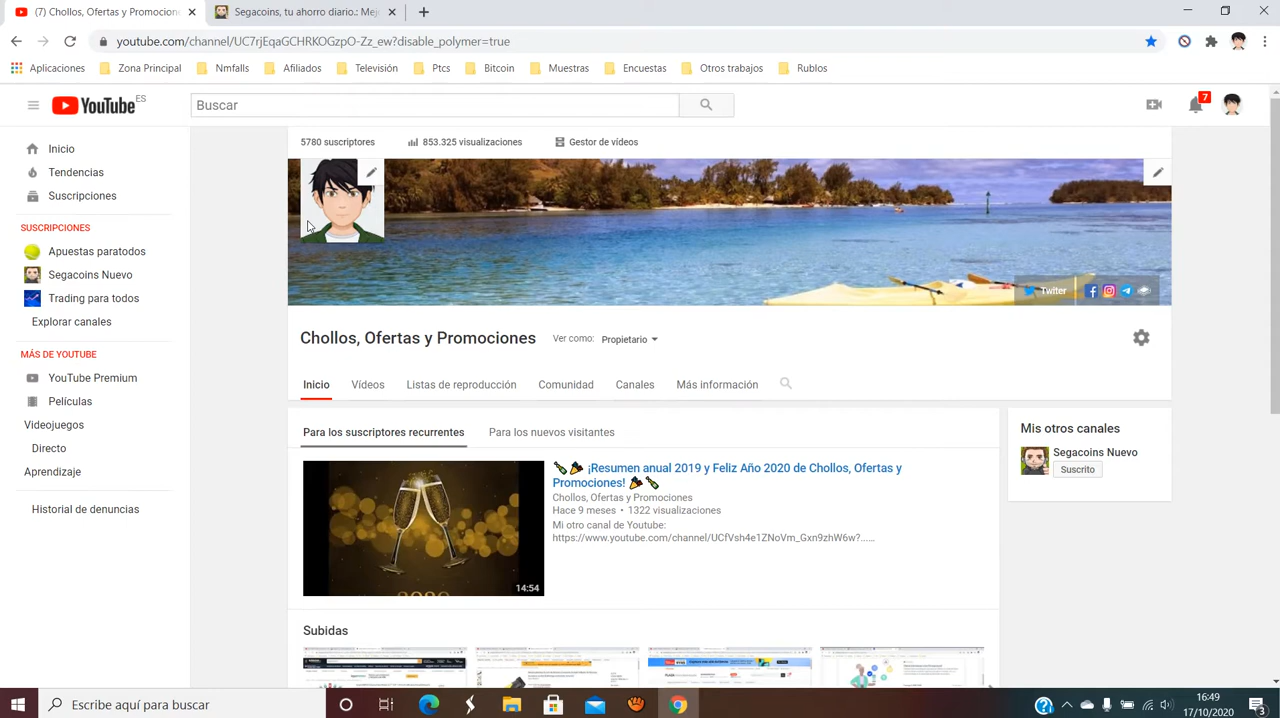 (7) Chollos, Ofertas y Promocion
Segacoins, tu ahorro diario.: Mej
youtube.com/channel/UC7rjEqaGCHRKOGzpO-Zz_ew?disable_polymer=true
Aplicaciones Zona Principal Nmfalls Afiliados Televisión Ptcs Bitcoin Muestras Encuestas Otros trabajos Rublos
YouTube ES
Buscar
7
Inicio
Tendencias
Suscripciones
SUSCRIPCIONES
Apuestas paratodos
Segacoins Nuevo
Trading para todos
Explorar canales
MÁS DE YOUTUBE
YouTube Premium
Películas
Videojuegos
Directo
Aprendizaje
Historial de denuncias
5780 suscriptores 853.325 visualizaciones Gestor de vídeos
Twiter
Chollos, Ofertas y Promociones Ver como: Propietario
Inicio Vídeos Listas de reproducción Comunidad Canales Más información
Para los suscriptores recurrentes Para los nuevos visitantes
¡Resumen anual 2019 y Feliz Año 2020 de Chollos, Ofertas y
Promociones!
Chollos, Ofertas y Promociones
Hace 9 meses • 1322 visualizaciones
Mi otro canal de Youtube:
https://www.youtube.com/channel/UCfVsh4e1ZNoVm_Gxn9zhW6w?......
14:54
Subidas
Mis otros canales
Segacoins Nuevo
Suscrito
Escribe aquí para buscar
16:49
17/10/2020
3